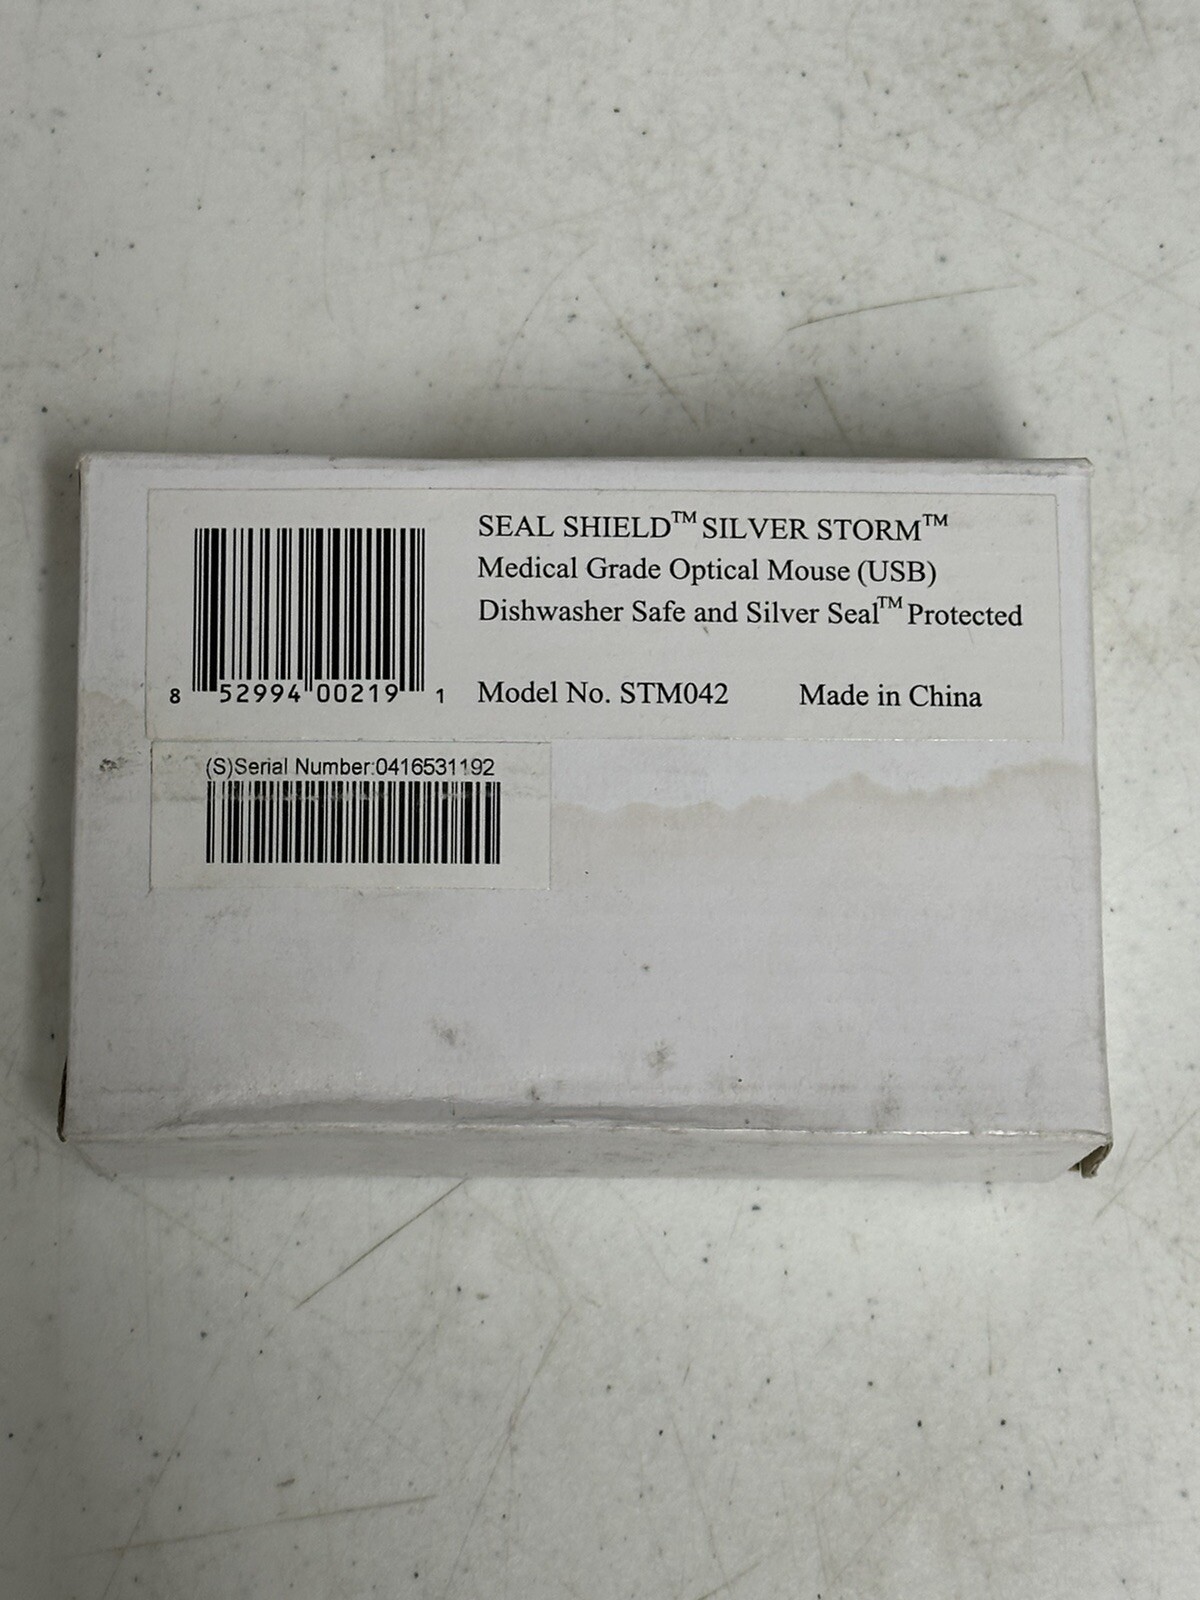 SEAL SHIELD™ SILVER STORM™
Medical Grade Optical Mouse (USB)
Dishwasher Safe and Silver Seal™ Protected
8 52994 00219 1
Model No. STM042 Made in China
(S)Serial Number:0416531192